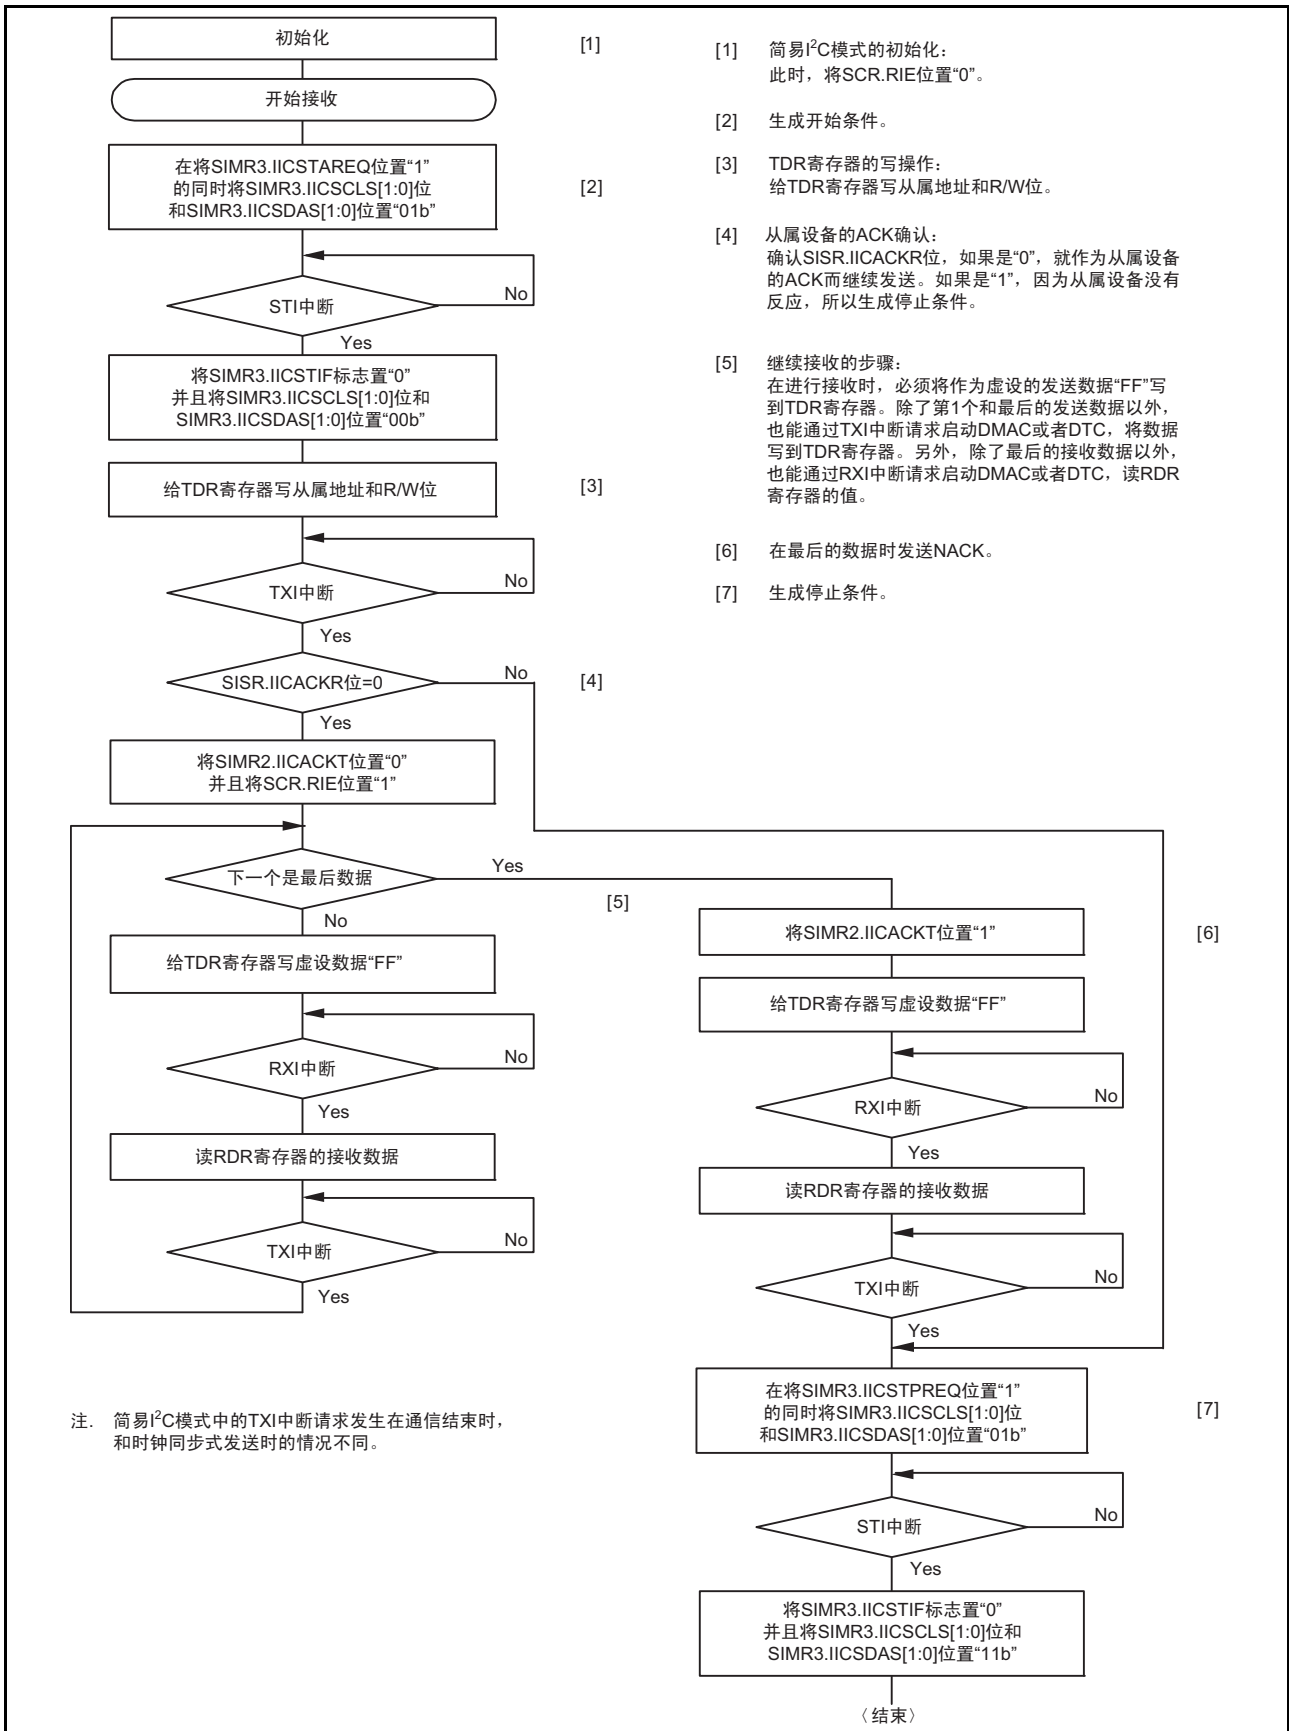 初始化
[1]
开始接收
在将SIMR3.IICSTAREQ位置“1”
的同时将SIMR3.IICSCLS[1:0]位
和SIMR3.IICSDAS[1:0]位置“01b”
[2]
STI中断
No
Yes
将SIMR3.IICSTIF标志置“0”
并且将SIMR3.IICSCLS[1:0]位和
SIMR3.IICSDAS[1:0]位置“00b”
给TDR寄存器写从属地址和R/W位
[3]
TXI中断
No
Yes
SISR.IICACKR位=0
No
[4]
Yes
将SIMR2.IICACKT位置“0”
并且将SCR.RIE位置“1”
下一个是最后数据
Yes
[5]
No
给TDR寄存器写虚设数据“FF”
RXI中断
No
Yes
读RDR寄存器的接收数据
TXI中断
No
Yes
注. 简易I²C模式中的TXI中断请求发生在通信结束时，
和时钟同步式发送时的情况不同。
[1] 简易I²C模式的初始化：
此时，将SCR.RIE位置“0”。
[2] 生成开始条件。
[3] TDR寄存器的写操作：
给TDR寄存器写从属地址和R/W位。
[4] 从属设备的ACK确认：
确认SISR.IICACKR位，如果是“0”，就作为从属设备
的ACK而继续发送。如果是“1”，因为从属设备没有
反应，所以生成停止条件。
[5] 继续接收的步骤：
在进行接收时，必须将作为虚设的发送数据“FF”写
到TDR寄存器。除了第1个和最后的发送数据以外，
也能通过TXI中断请求启动DMAC或者DTC，将数据
写到TDR寄存器。另外，除了最后的接收数据以外，
也能通过RXI中断请求启动DMAC或者DTC，读RDR
寄存器的值。
[6] 在最后的数据时发送NACK。
[7] 生成停止条件。
将SIMR2.IICACKT位置“1”
[6]
给TDR寄存器写虚设数据“FF”
RXI中断
No
Yes
读RDR寄存器的接收数据
TXI中断
No
Yes
在将SIMR3.IICSTPREQ位置“1”
的同时将SIMR3.IICSCLS[1:0]位
和SIMR3.IICSDAS[1:0]位置“01b”
[7]
STI中断
No
Yes
将SIMR3.IICSTIF标志置“0”
并且将SIMR3.IICSCLS[1:0]位和
SIMR3.IICSDAS[1:0]位置“11b”
〈结束〉